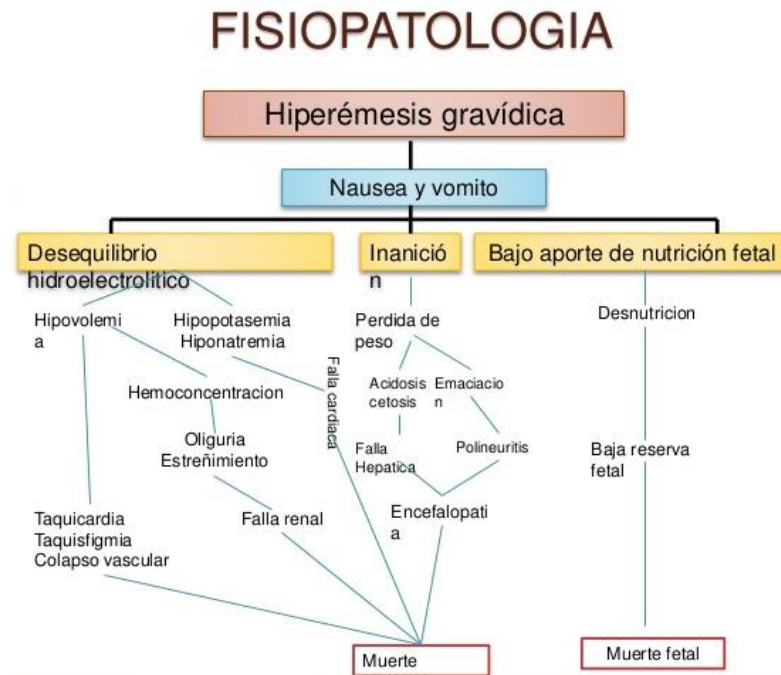 FISIOPATOLOGIA
Hiperémesis gravídica
Nausea y vomito
Desequilibrio
hidroelectrolitico
Inanició
n
Bajo aporte de nutrición fetal
Hipovolemi
a
Hipopotasemia
Hiponatremia
Perdida de
peso
Desnutricion
Falla cardiaca
Hemoconcentracion
Acidosis
cetosis
Emaciacio
n
Oliguria
Estreñimiento
Falla
Hepatica
Polineuritis
Baja reserva
fetal
Taquicardia
Taquisfigmia
Colapso vascular
Falla renal
Encefalopati
a
Muerte
Muerte fetal